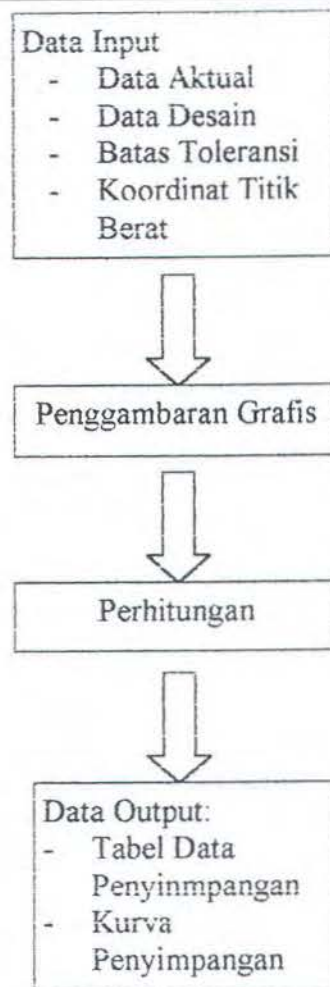 Data Input
- Data Aktual
- Data Desain
- Batas Toleransi
- Koordinat Titik
Berat
Penggambaran Grafis
Perhitungan
Data Output:
- Tabel Data
Penyinmpangan
- Kurva
Penyimpangan